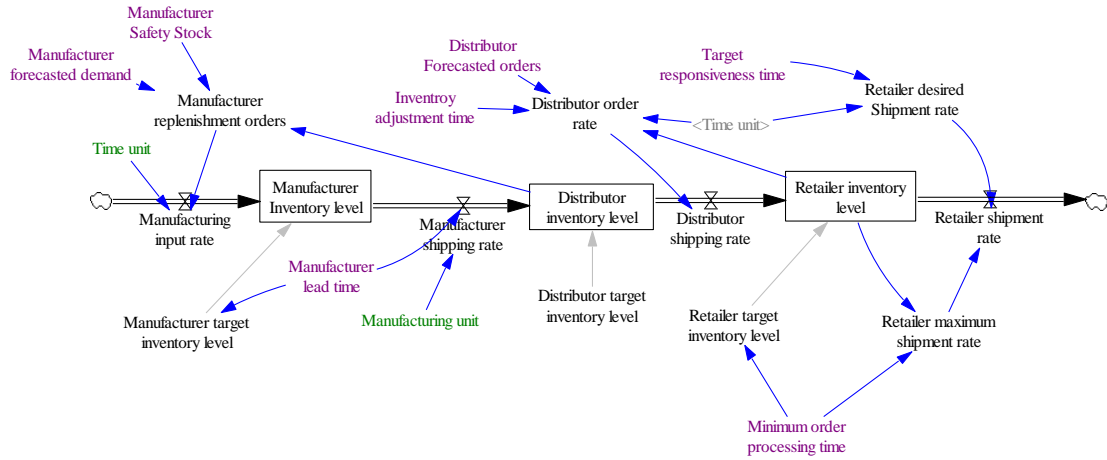 Manufacturer
Safety Stock
Manufacturer
forecasted demand
Manufacturer
replenishment orders
Distributor
Forecasted orders
Inventroy
adjustment time
Distributor order
rate
Target
responsiveness time
<Time unit>
Retailer desired
Shipment rate
Time unit
Manufacturing
input rate
Manufacturer
Inventory level
Manufacturer
shipping rate
Distributor
inventory level
Distributor
shipping rate
Retailer inventory
level
Retailer shipment
rate
Manufacturer
lead time
Manufacturer target
inventory level
Manufacturing unit
Distributor target
inventory level
Retailer target
inventory level
Retailer maximum
shipment rate
Minimum order
processing time